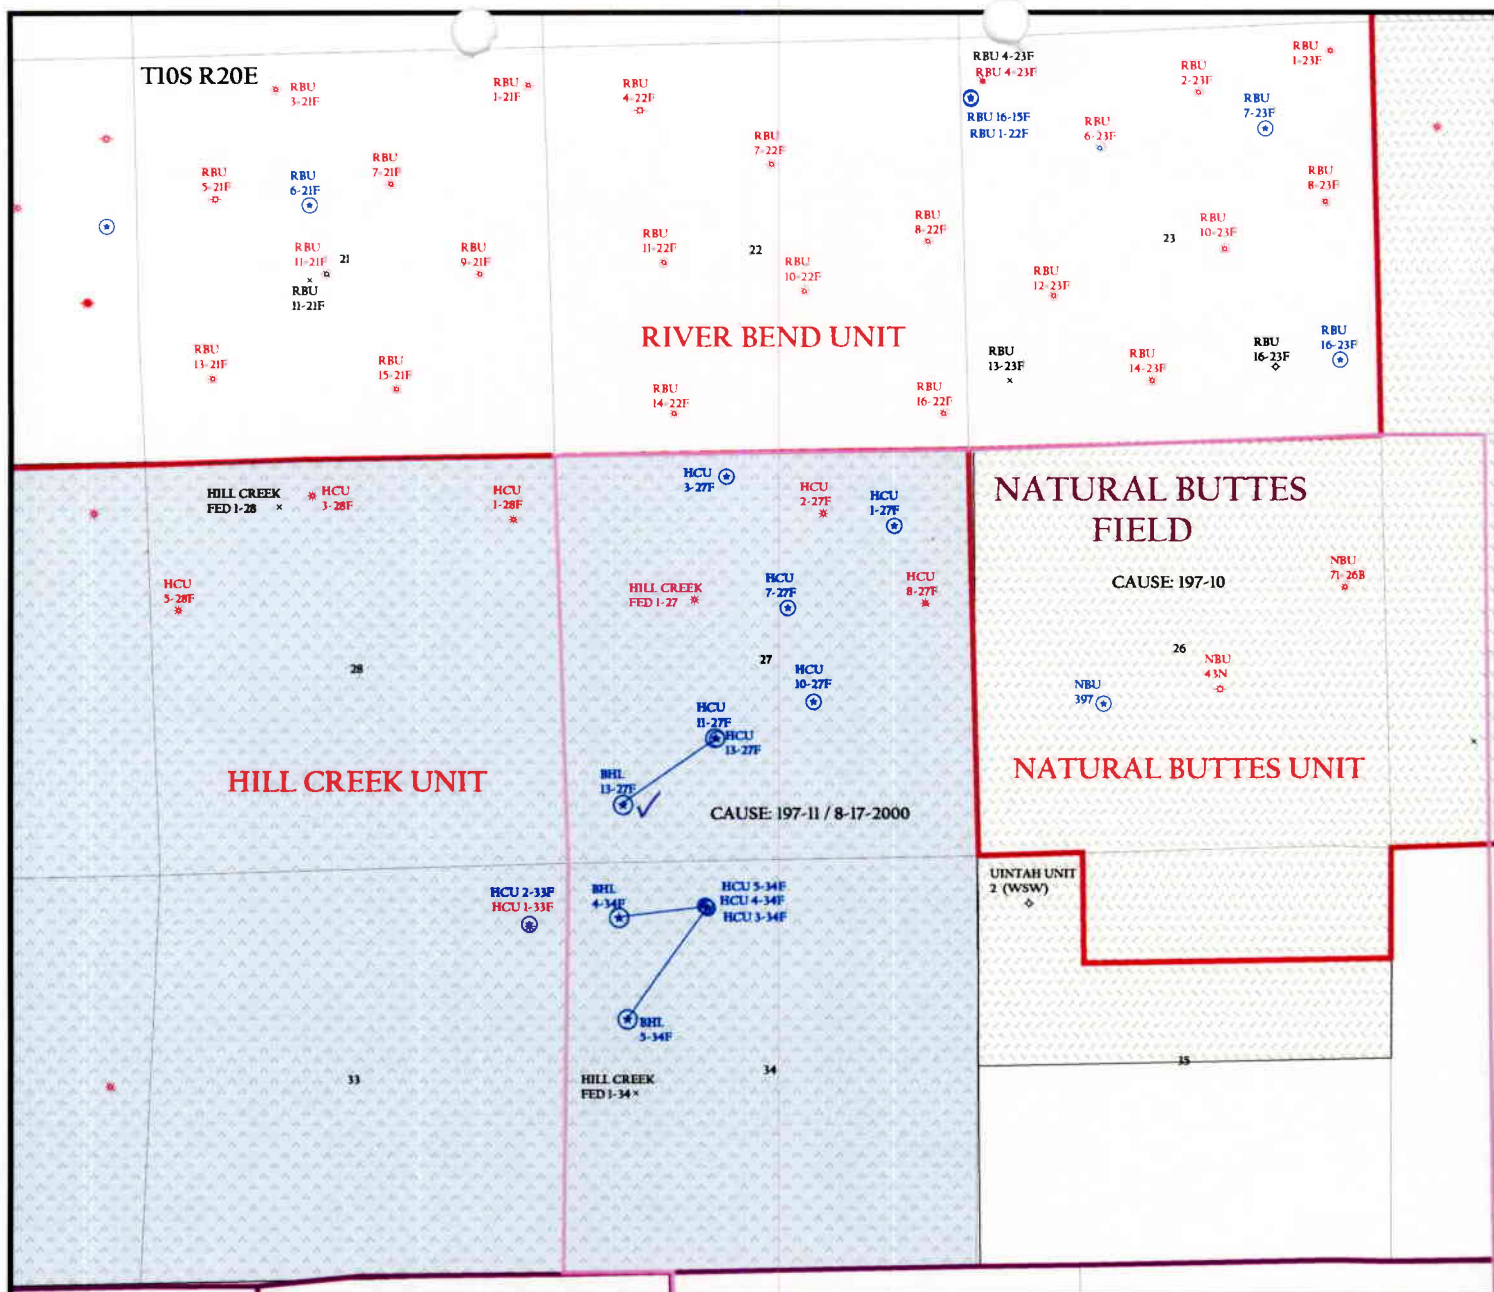 T10S R20E
RBU
3-21F
RBU
1-21F
RBU
4-22F
RBU
7-22F
RBU 4-23F
RBU 4-23F
RBU 16-15F
RBU 1-22F
RBU
6-23F
RBU
2-23F
RBU
7-23F
RBU
1-23F
RBU
5-21F
RBU
6-21F
RBU
7-21F
RBU
8-23F
RBU
11-21F
21
RBU
11-21F
RBU
9-21F
RBU
11-22F
22
RBU
10-22F
RBU
8-22F
23
RBU
10-23F
RBU
12-23F
RIVER BEND UNIT
RBU
13-21F
RBU
15-21F
RBU
14-22F
RBU
16-22F
RBU
13-23F
RBU
14-23F
RBU
16-23F
RBU
16-23F
HILL CREEK
FED 1-28
HCU
3-28F
HCU
1-28F
HCU
3-27F
HCU
2-27F
HCU
1-27F
NATURAL BUTTES
FIELD
CAUSE: 197-10
HCU
5-28F
HILL CREEK
FED 1-27
HCU
7-27F
HCU
8-27F
NBU
71-26B
28
27
26
HCU
10-27F
NBU
43N
NBU
397
HCU
11-27F
HCU
13-27F
HILL CREEK UNIT
BHL
13-27F
NATURAL BUTTES UNIT
CAUSE: 197-11 / 8-17-2000
HCU 2-33F
HCU 1-33F
BHL
4-34F
HCU 5-34F
HCU 4-34F
HCU 3-34F
UINTAH UNIT
2 (WSW)
BHL
5-34F
33
HILL CREEK
FED 1-34
34
35